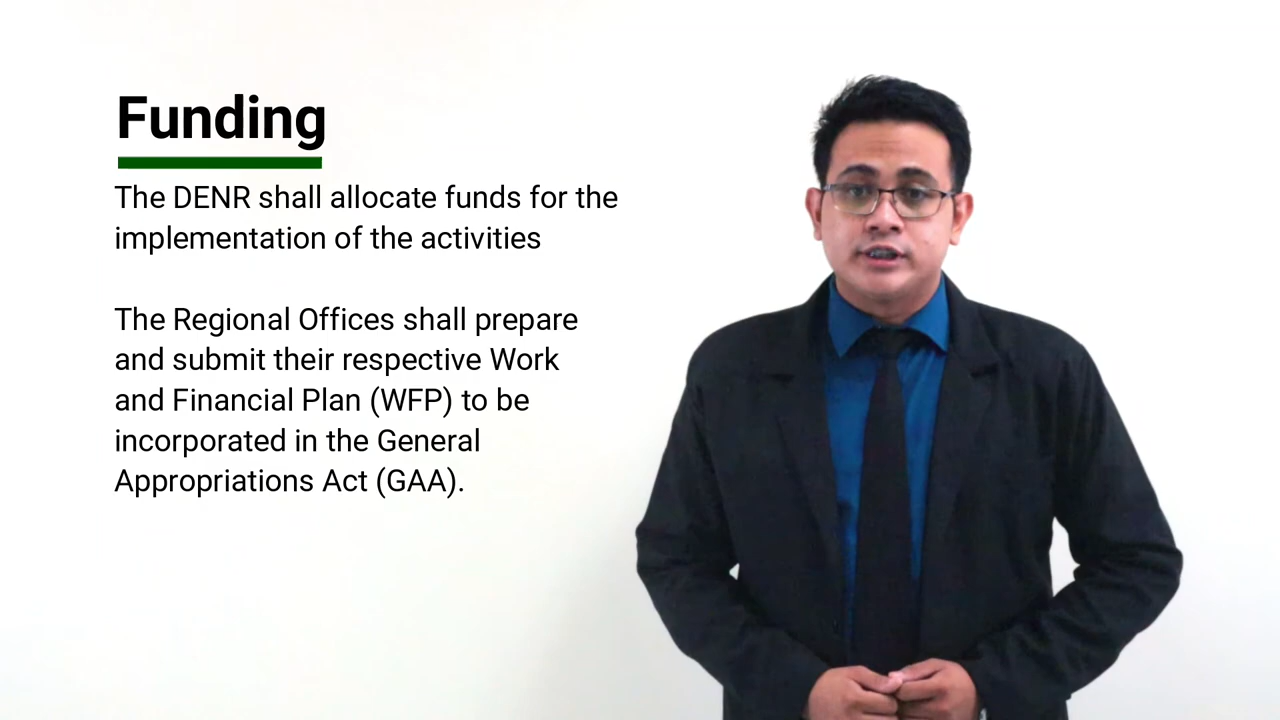 Funding
The DENR shall allocate funds for the
implementation of the activities
The Regional Offices shall prepare
and submit their respective Work
and Financial Plan (WFP) to be
incorporated in the General
Appropriations Act (GAA).